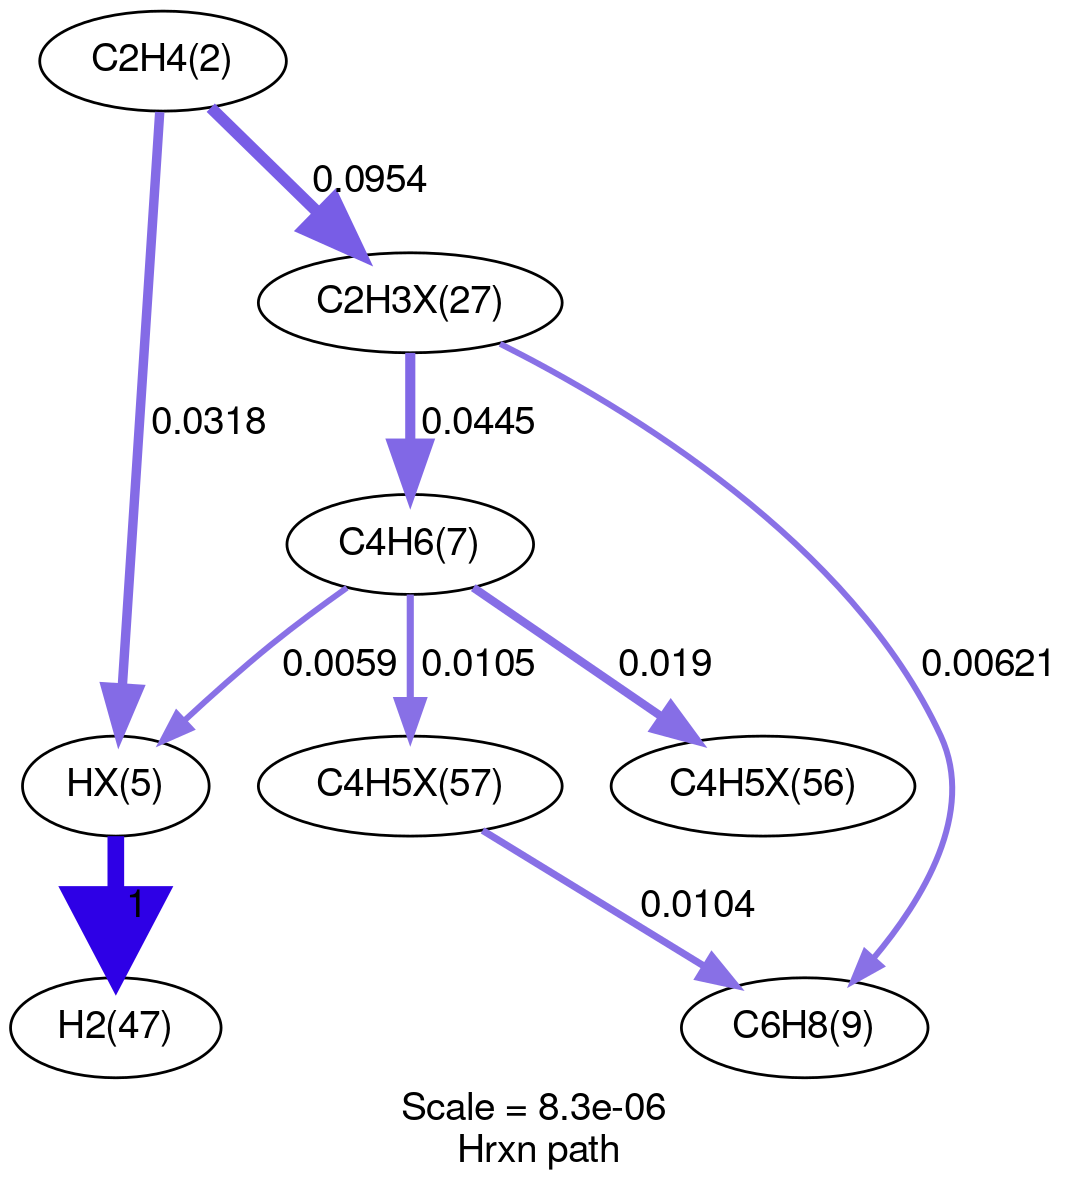 C2H4(2)
0.0954
C2H3X(27)
0.0318
0.0445
C4H6(7)
0.0059
0.0105
0.019
0.00621
HX(5)
C4H5X(57)
C4H5X(56)
1
0.0104
H2(47)
C6H8(9)
Scale = 8.3e-06
Hrxn path